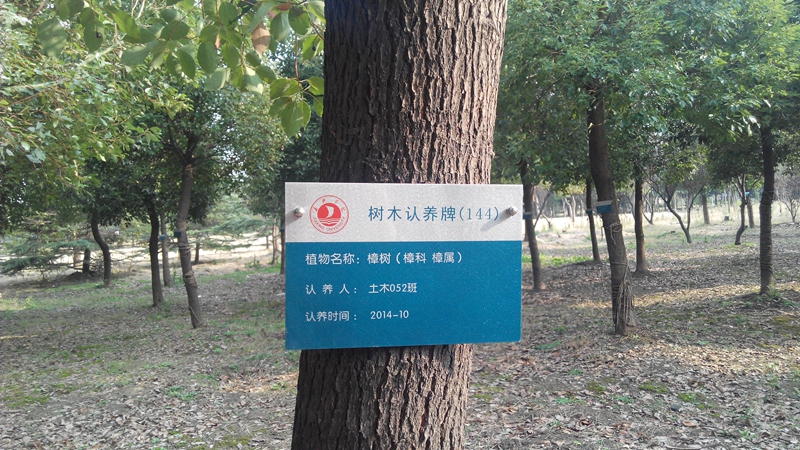 树木认养牌(144)
植物名称：樟树（樟科 樟属）
认 养 人： 土木052班
认养时间： 2014-10